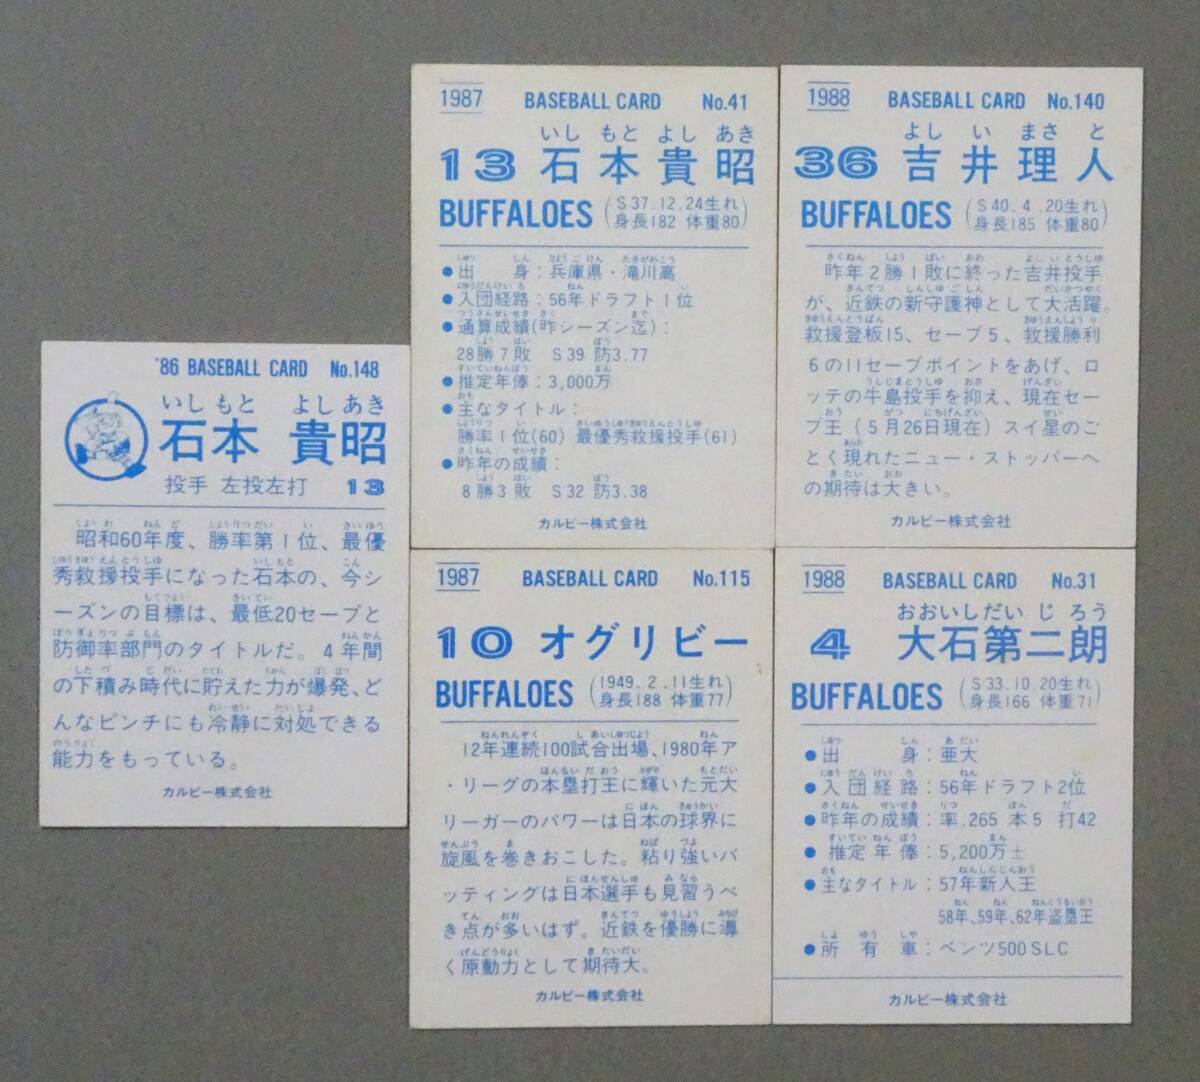 '86 BASEBALL CARD No.148
いし もと よし あき
石本 貴昭
投手 左投左打 13
昭和60年度、勝率第1位、最優
秀救援投手になった石本の、今シ
ーズンの目標は、最低20セーブと
防御率部門のタイトルだ。4年間
の下積み時代に貯えた力が爆発、ど
んなピンチにも冷静に対処できる
能力をもっている。
カルビー株式会社
1987 BASEBALL CARD No.41
いし もと よし あき
13 石本貴昭
BUFFALOES (S37.12.24生れ
身長182 体重80)
●出 身:兵庫県・滝川高
●入団経路:56年ドラフト1位
●通算成績(昨シーズン迄):
28勝7敗 S39 防3.77
●推定年俸:3,000万
●主なタイトル:
勝率1位(60) 最優秀救援投手(61)
●昨年の成績:
8勝3敗 S32 防3.38
カルビー株式会社
1988 BASEBALL CARD No.140
よし い まさ と
36 吉井理人
BUFFALOES (S40.4.20生れ
身長185 体重80)
昨年2勝1敗に終った吉井投手
が、近鉄の新守護神として大活躍。
救援登板15、セーブ5、救援勝利
6の11セーブポイントをあげ、ロ
ッテの牛島投手を抑え、現在セー
ブ王(5月26日現在)スイ星のご
とく現れたニュー・ストッパーへ
の期待は大きい。
カルビー株式会社
1987 BASEBALL CARD No.115
10 オグリビー
BUFFALOES (1949.2.11生れ
身長188 体重77)
12年連続100試合出場、1980年ア
・リーグの本塁打王に輝いた元大
リーガーのパワーは日本の球界に
旋風を巻きおこした。粘り強いバ
ッティングは日本選手も見習うべ
き点が多いはず。近鉄を優勝に導
く原動力として期待大。
カルビー株式会社
1988 BASEBALL CARD No.31
おおいしだい じ ろう
4 大石第二朗
BUFFALOES (S33.10.20生れ
身長166 体重71)
●出 身:亜大
●入団経路:56年ドラフト2位
●昨年の成績:率.265 本5 打42
●推定年俸:5,200万±
●主なタイトル:57年新人王
58年、59年、62年盗塁王
●所有車:ベンツ500SLC
カルビー株式会社